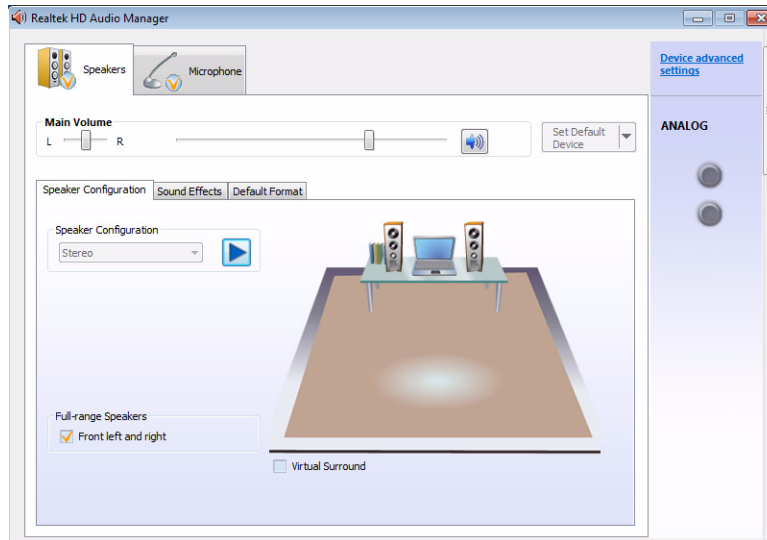 Realtek HD Audio Manager
Speakers
Microphone
Device advanced
settings
Main Volume
L
R
Set Default
Device
ANALOG
Speaker Configuration
Sound Effects
Default Format
Speaker Configuration
Stereo
Full-range Speakers
Front left and right
Virtual Surround